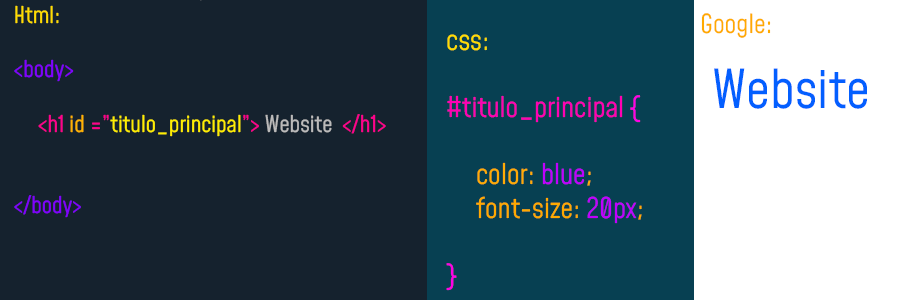 Html:
<body>
<h1 id ="titulo_principal"> Website </h1>
</body>
css:
#titulo_principal {
color: blue;
font-size: 20px;
}
Google:
Website